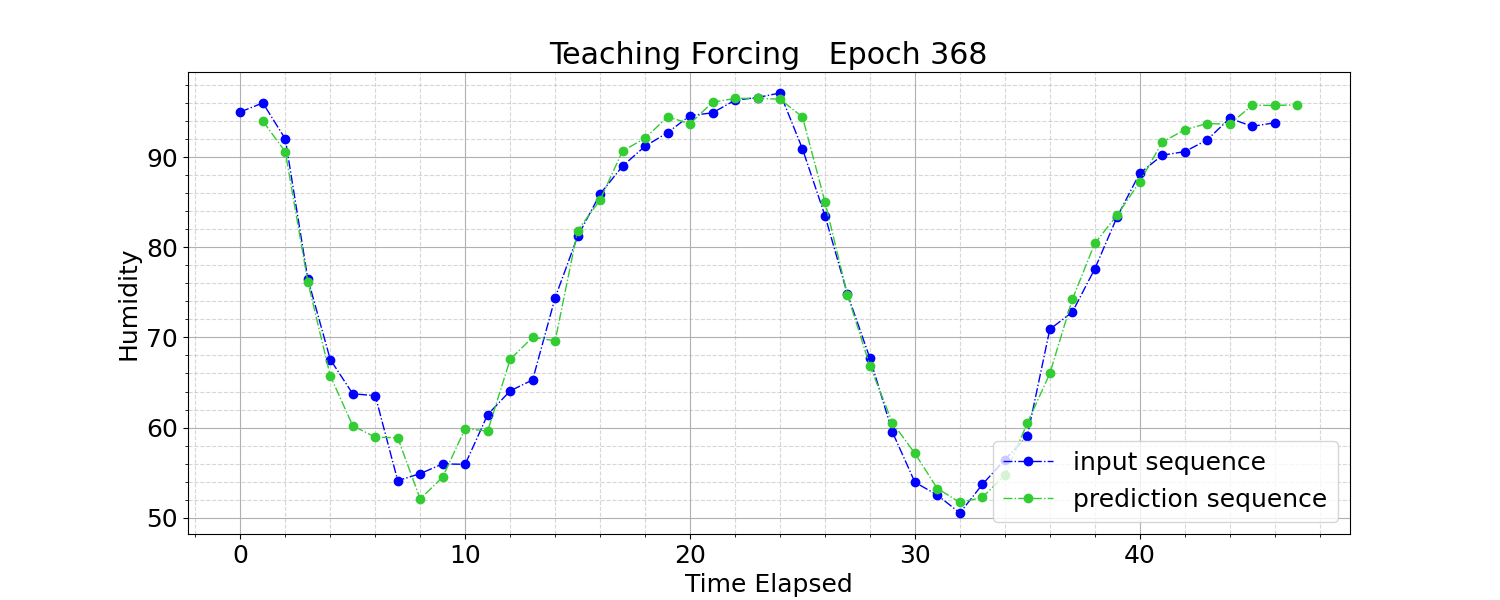 Teaching Forcing   Epoch 368
Humidity
90
80
70
60
50
input sequence
prediction sequence
0 10 20 30 40
Time Elapsed